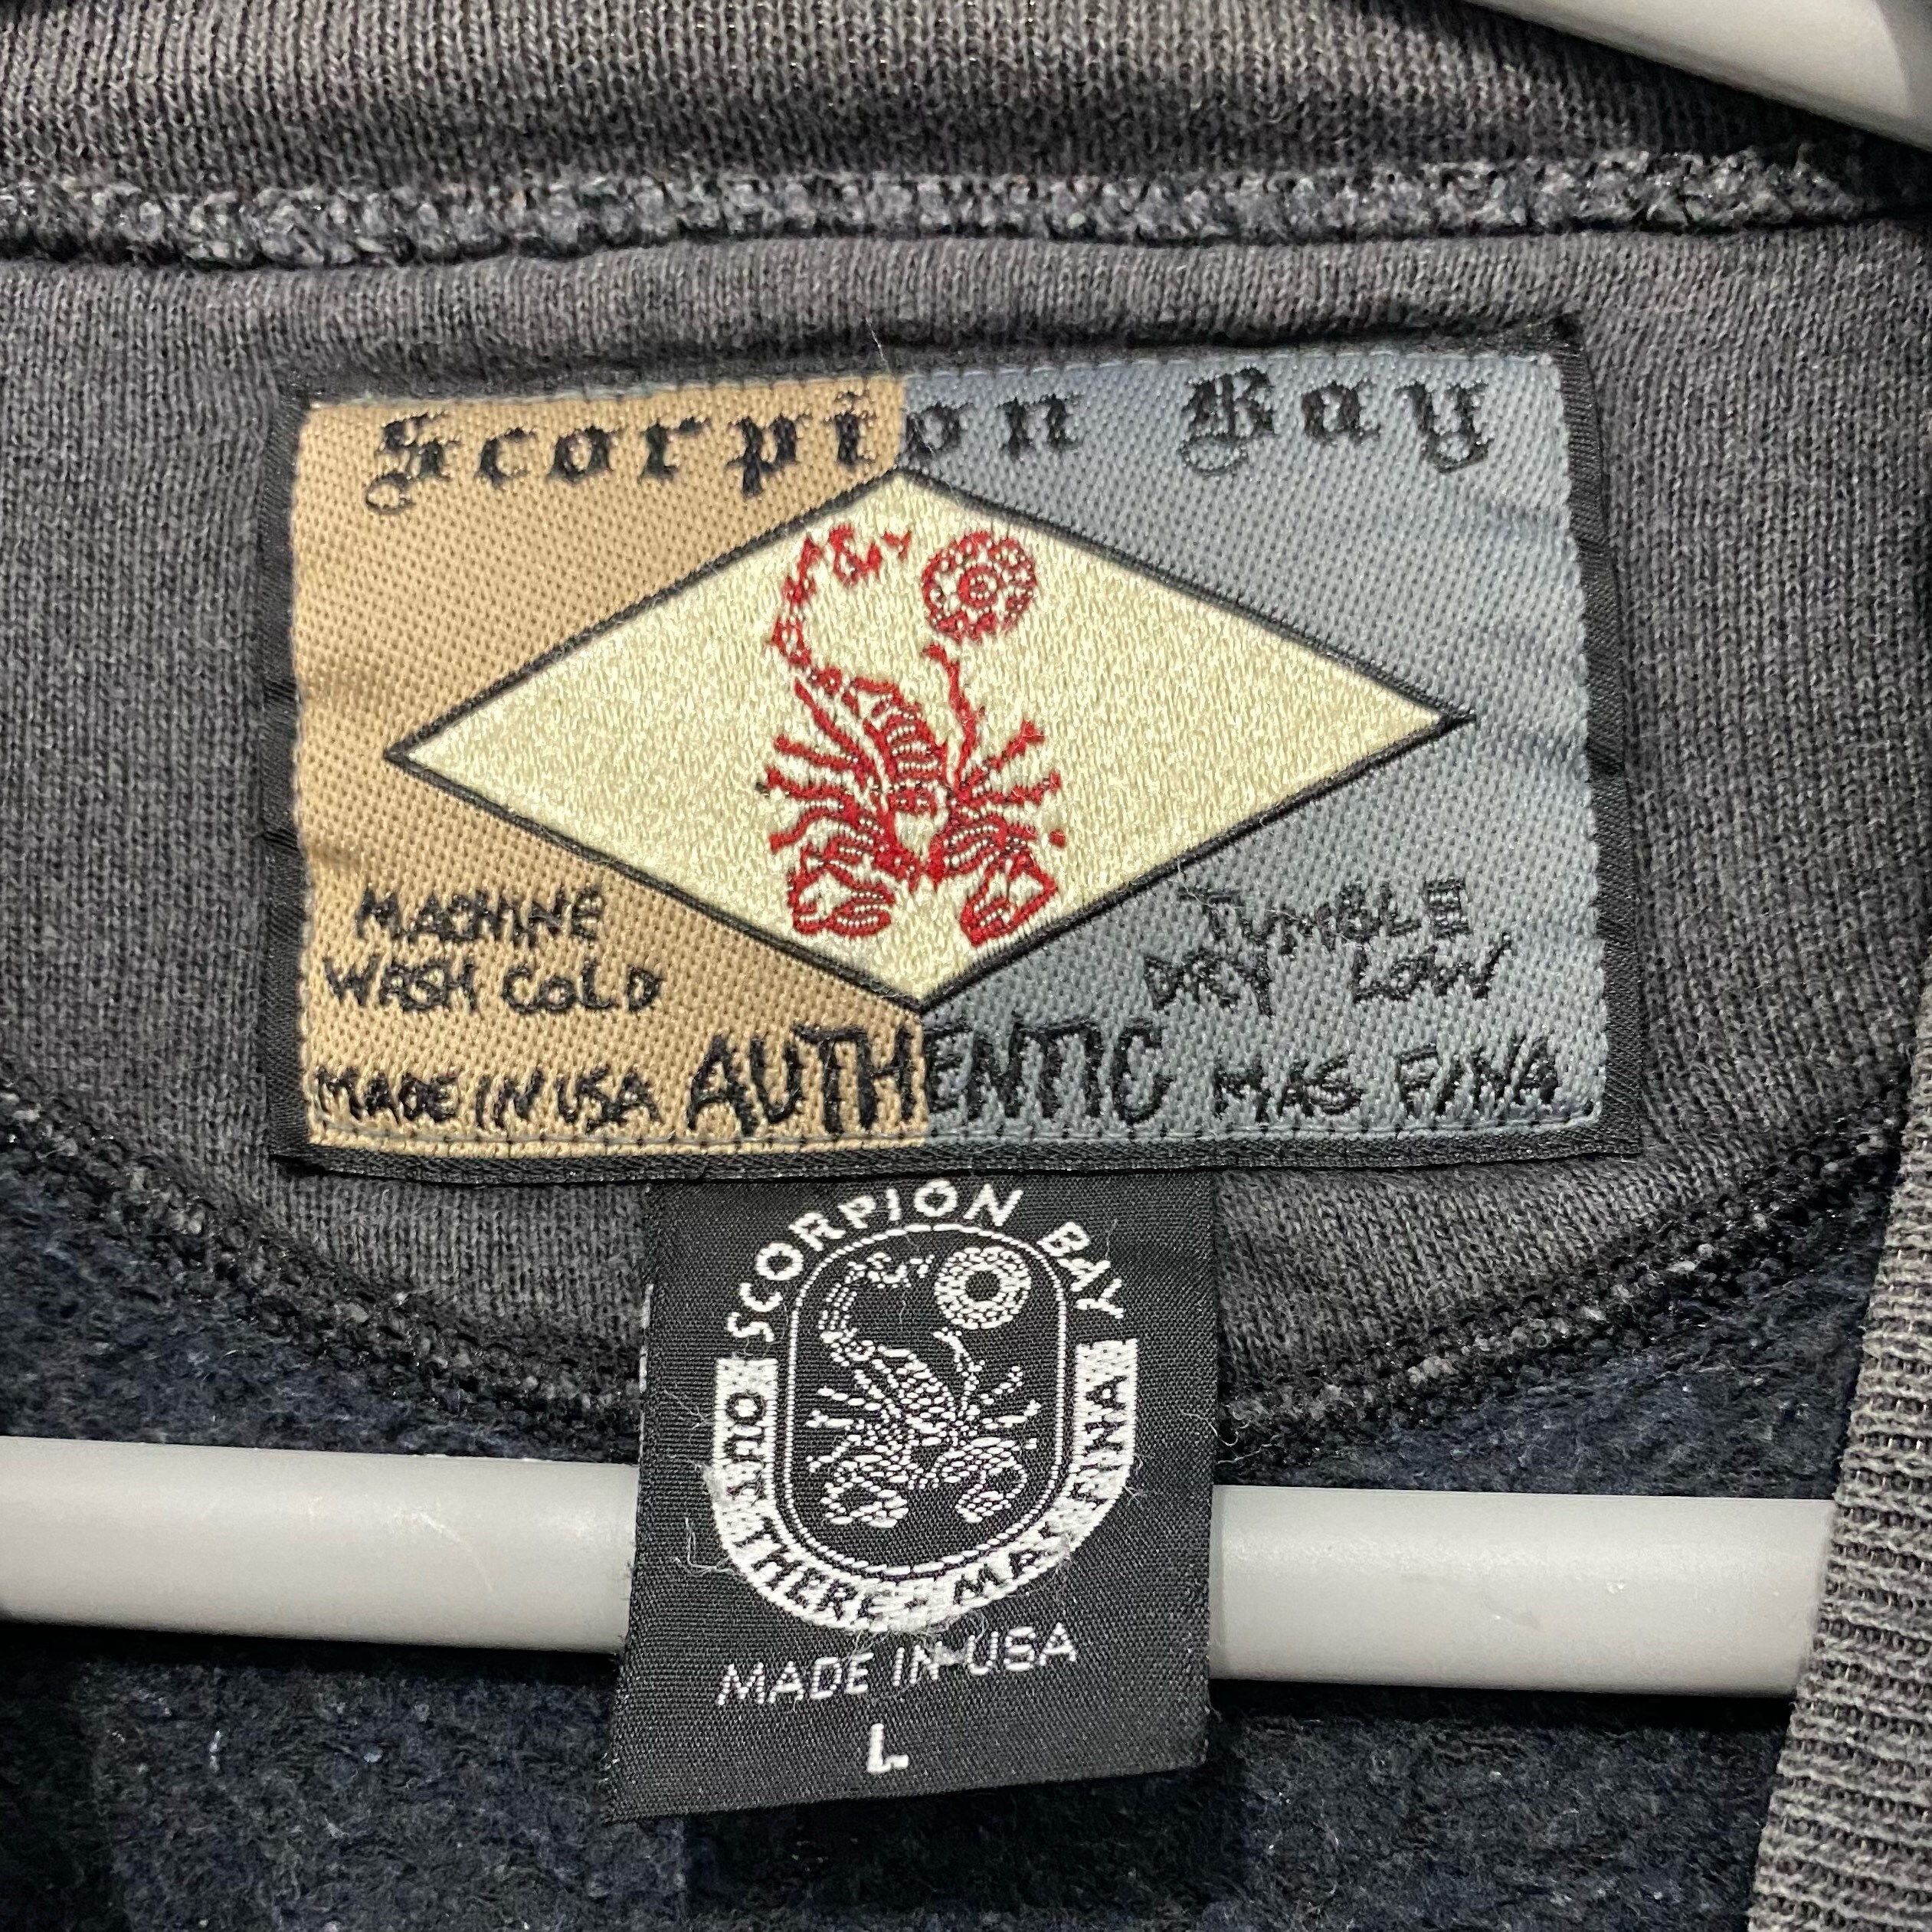 Scorpion Bay
MACHINE
WASH COLD
TUMBLE
DRY LOW
MADE IN USA AUTHENTIC MAS FINA
SCORPION BAY
OUT THERE - MAS FINA
MADE IN USA
L